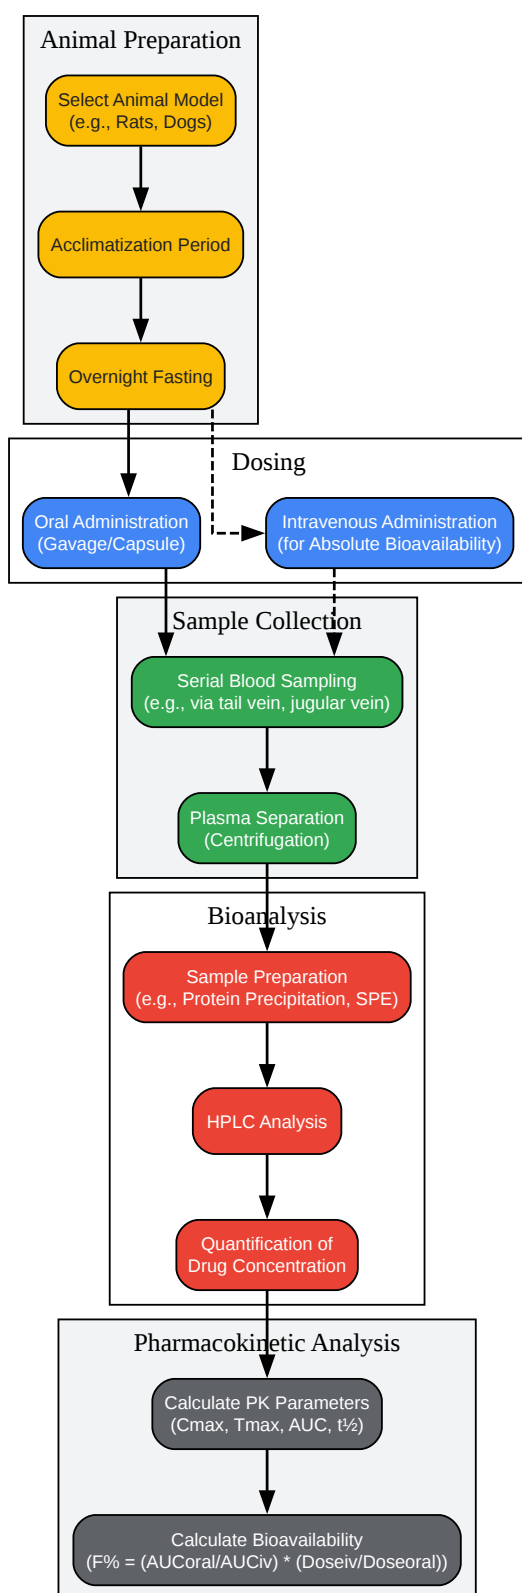 Animal Preparation
Select Animal Model
(e.g., Rats, Dogs)
Acclimatization Period
Overnight Fasting
Dosing
Oral Administration
(Gavage/Capsule)
Intravenous Administration
(for Absolute Bioavailability)
Sample Collection
Serial Blood Sampling
(e.g., via tail vein, jugular vein)
Plasma Separation
(Centrifugation)
Bioanalysis
Sample Preparation
(e.g., Protein Precipitation, SPE)
HPLC Analysis
Quantification of
Drug Concentration
Pharmacokinetic Analysis
Calculate PK Parameters
(Cmax, Tmax, AUC, t½)
Calculate Bioavailability
(F% = (AUCoral/AUCiv) * (Doseiv/Doseoral))